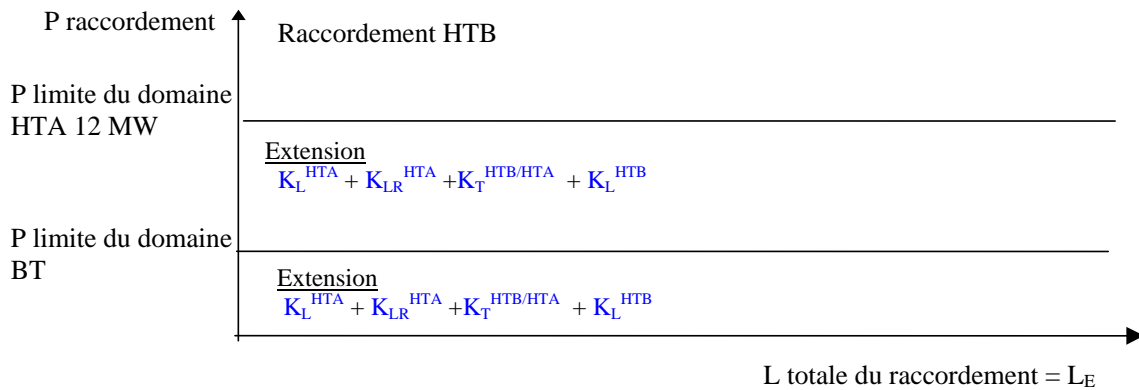 P raccordement
Raccordement HTB
P limite du domaine
HTA 12 MW
Extension
K_L^HTA + K_LR^HTA +K_T^HTB/HTA + K_L^HTB
P limite du domaine
BT
Extension
K_L^HTA + K_LR^HTA +K_T^HTB/HTA + K_L^HTB
L totale du raccordement = L_E